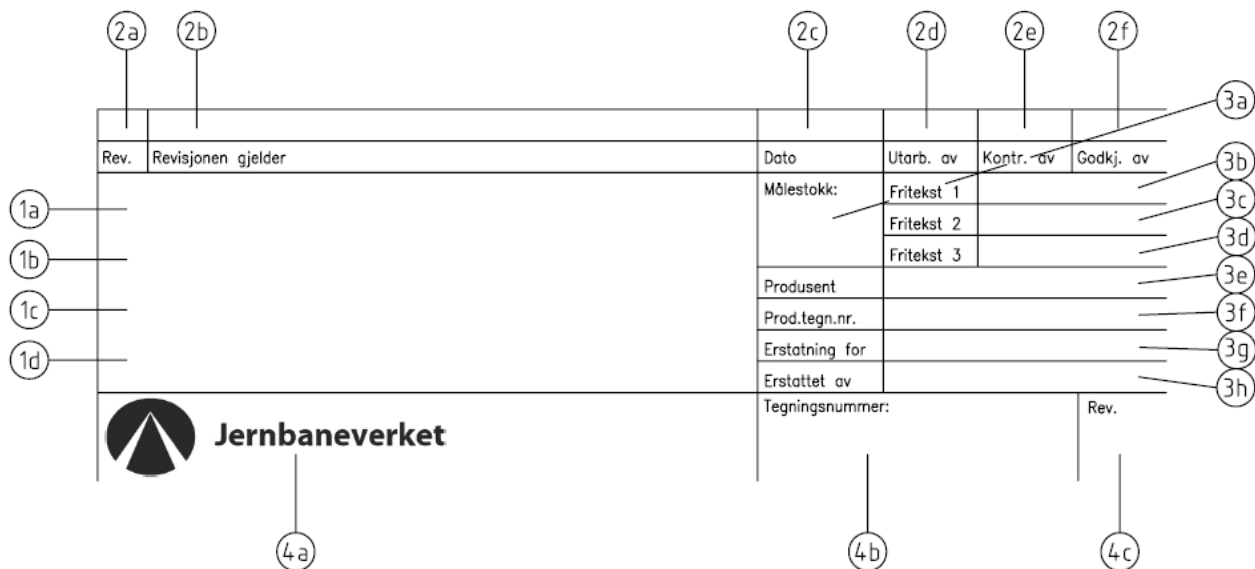 2a 2b 2c 2d 2e 2f
3a
Rev. Revisjonen gjelder Dato Utarb. av Kontr. av Godkj. av
3b
Målestokk: Fritekst 1
1a 3c
Fritekst 2
3d
1b Fritekst 3
3e
Produsent
1c 3f
Prod.tegn.nr.
3g
1d Erstatning for
3h
Erstattet av
Tegningsnummer: Rev.
Jernbaneverket
4a 4b 4c